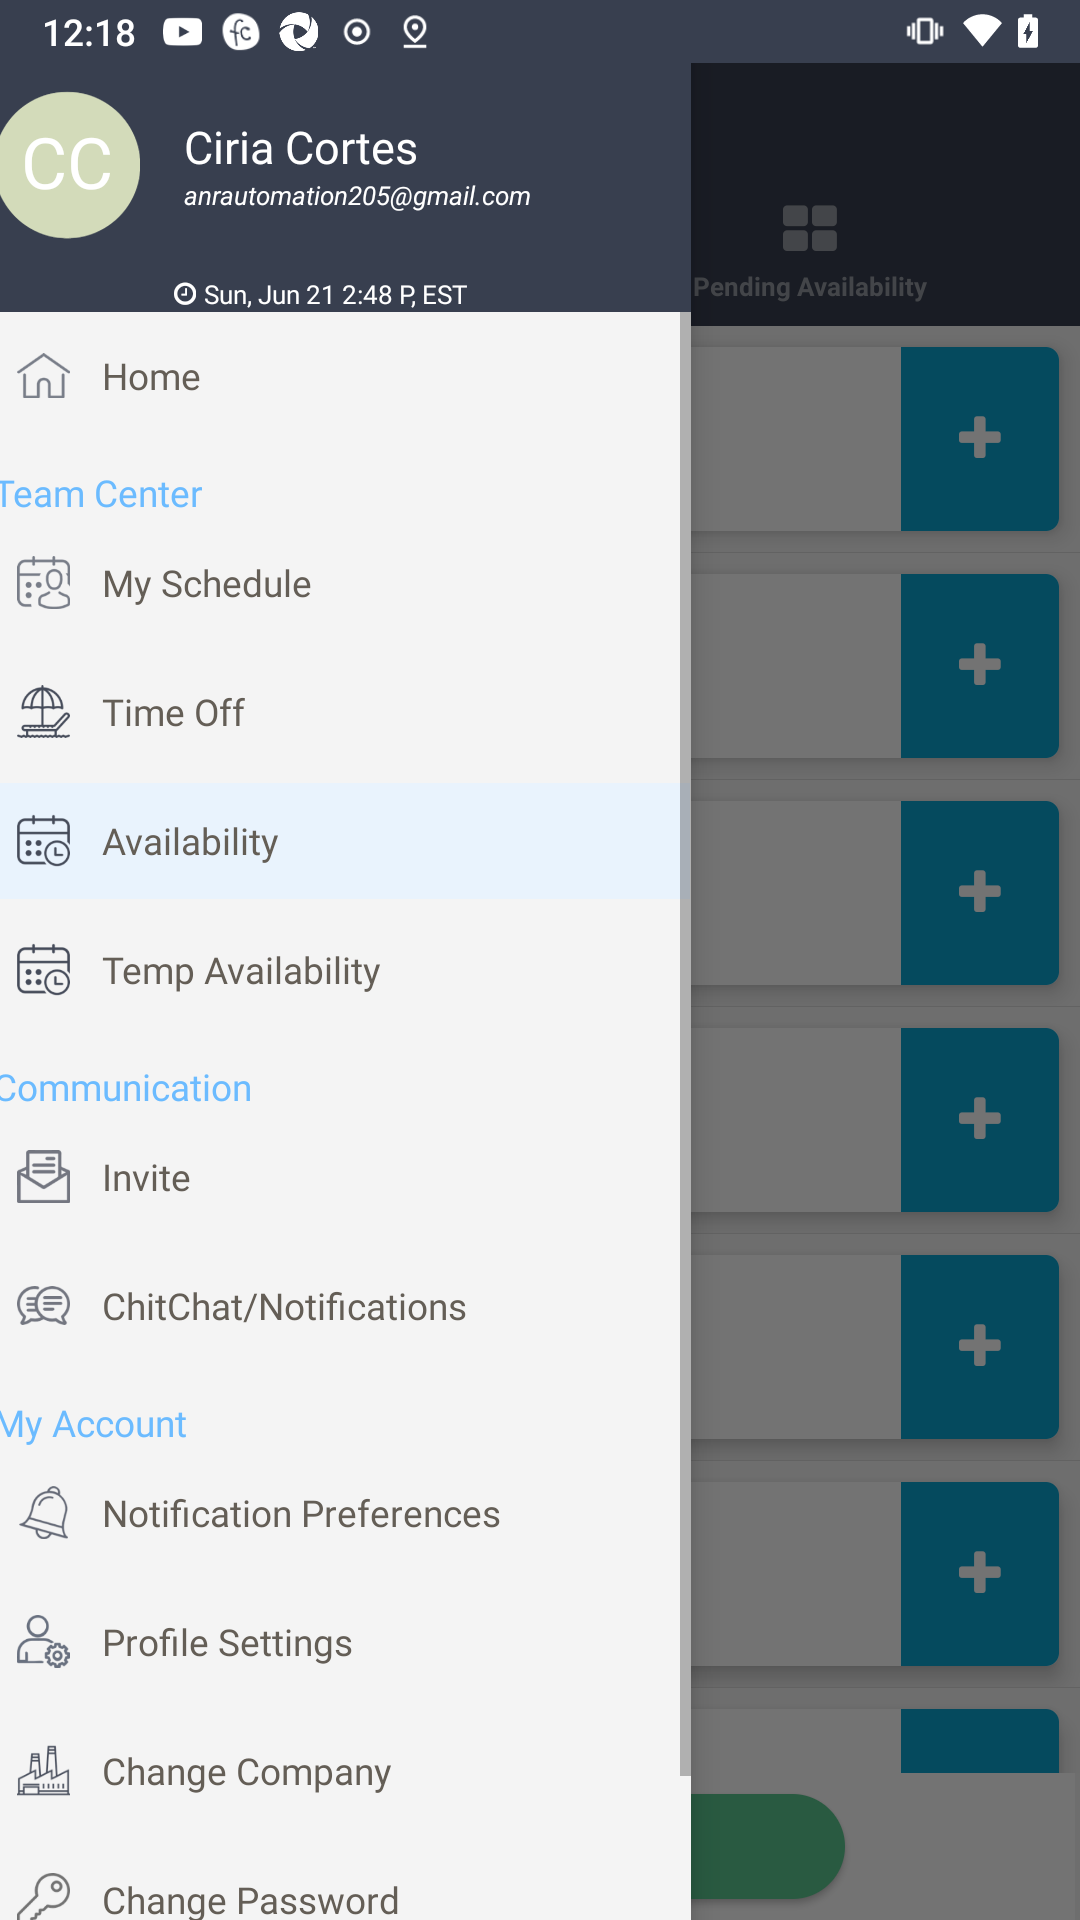 12:18
CC
Ciria Cortes
anrautomation205@gmail.com
Sun, Jun 21 2:48 P, EST
Pending Availability
Home
Team Center
My Schedule
Time Off
Availability
Temp Availability
Communication
Invite
ChitChat/Notifications
My Account
Notification Preferences
Profile Settings
Change Company
Change Password